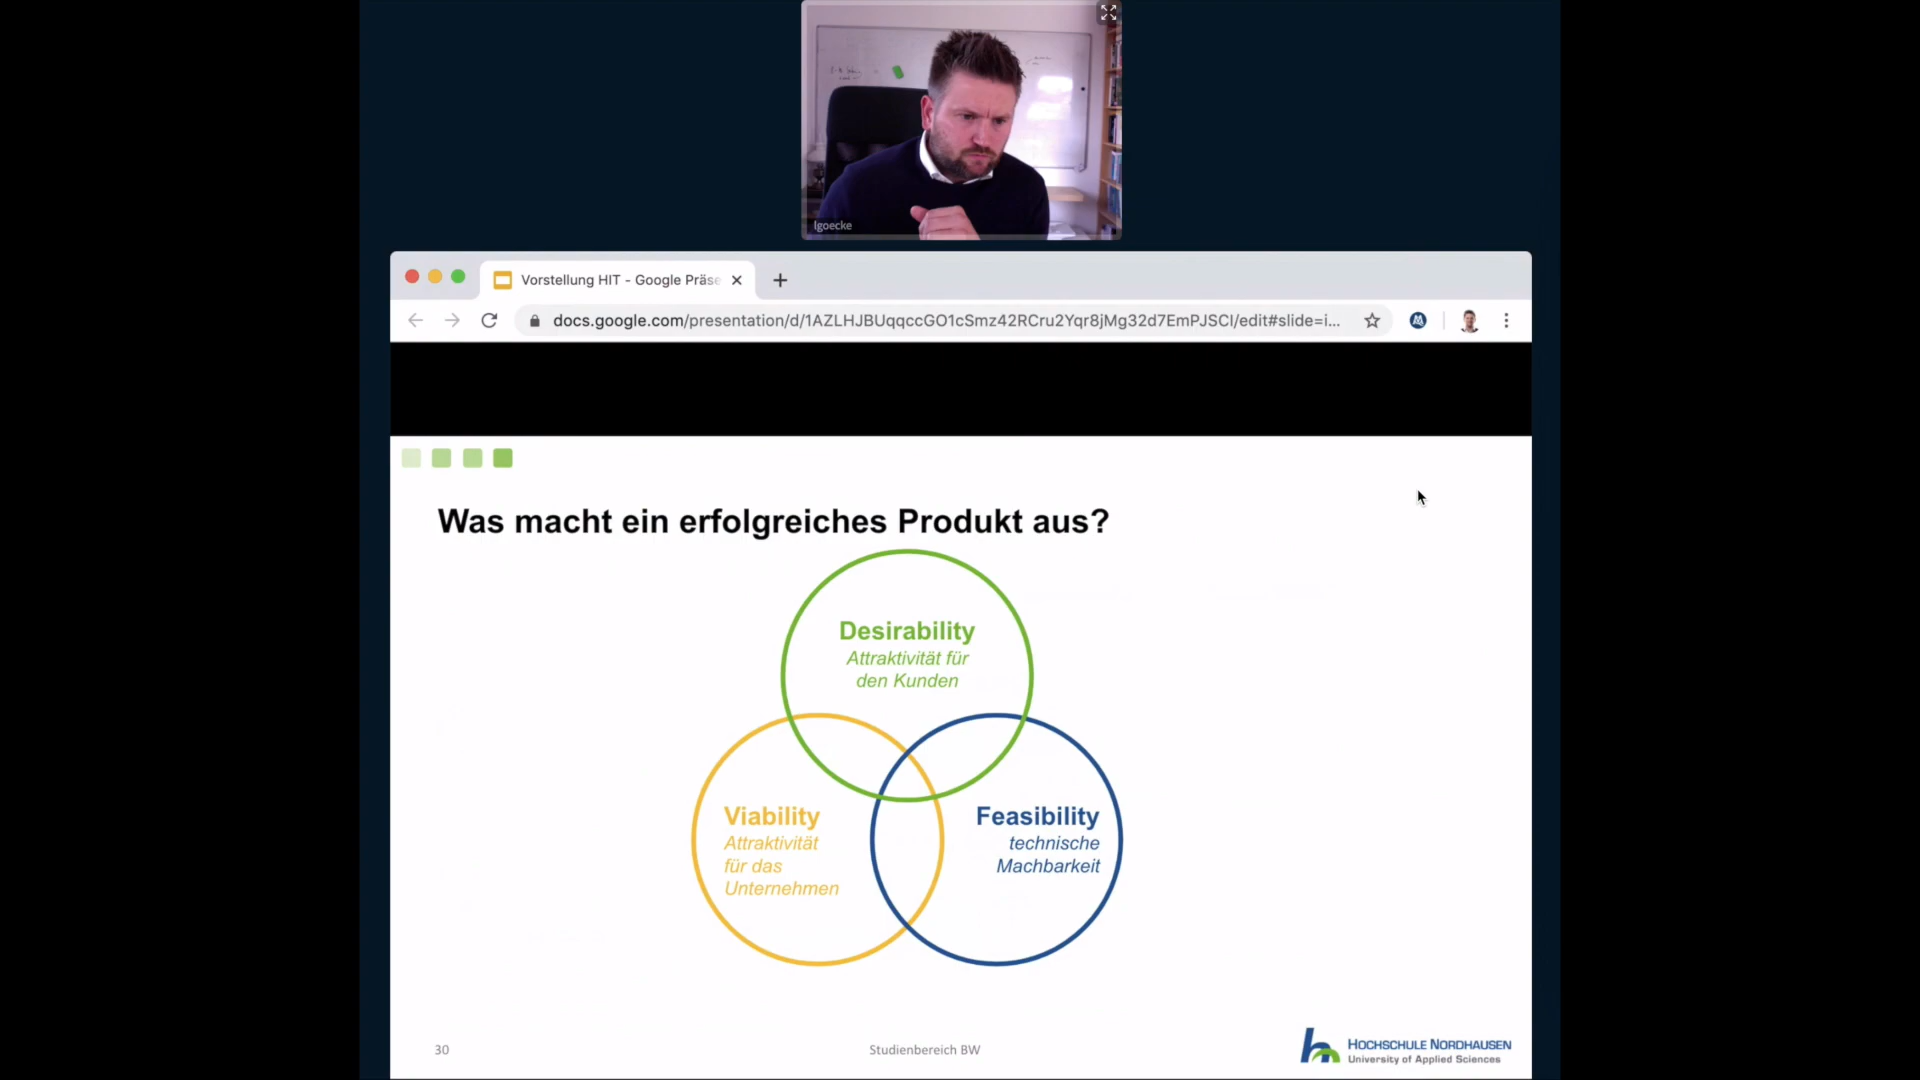 lgoecke
Vorstellung HIT - Google Präse
docs.google.com/presentation/d/1AZLHJBUqqccGO1cSmz42RCru2Yqr8jMg32d7EmPJSCI/edit#slide=i...
Was macht ein erfolgreiches Produkt aus?
Desirability
Attraktivität für
den Kunden
Viability
Attraktivität
für das
Unternehmen
Feasibility
technische
Machbarkeit
30
Studienbereich BW
HOCHSCHULE NORDHAUSEN
University of Applied Sciences